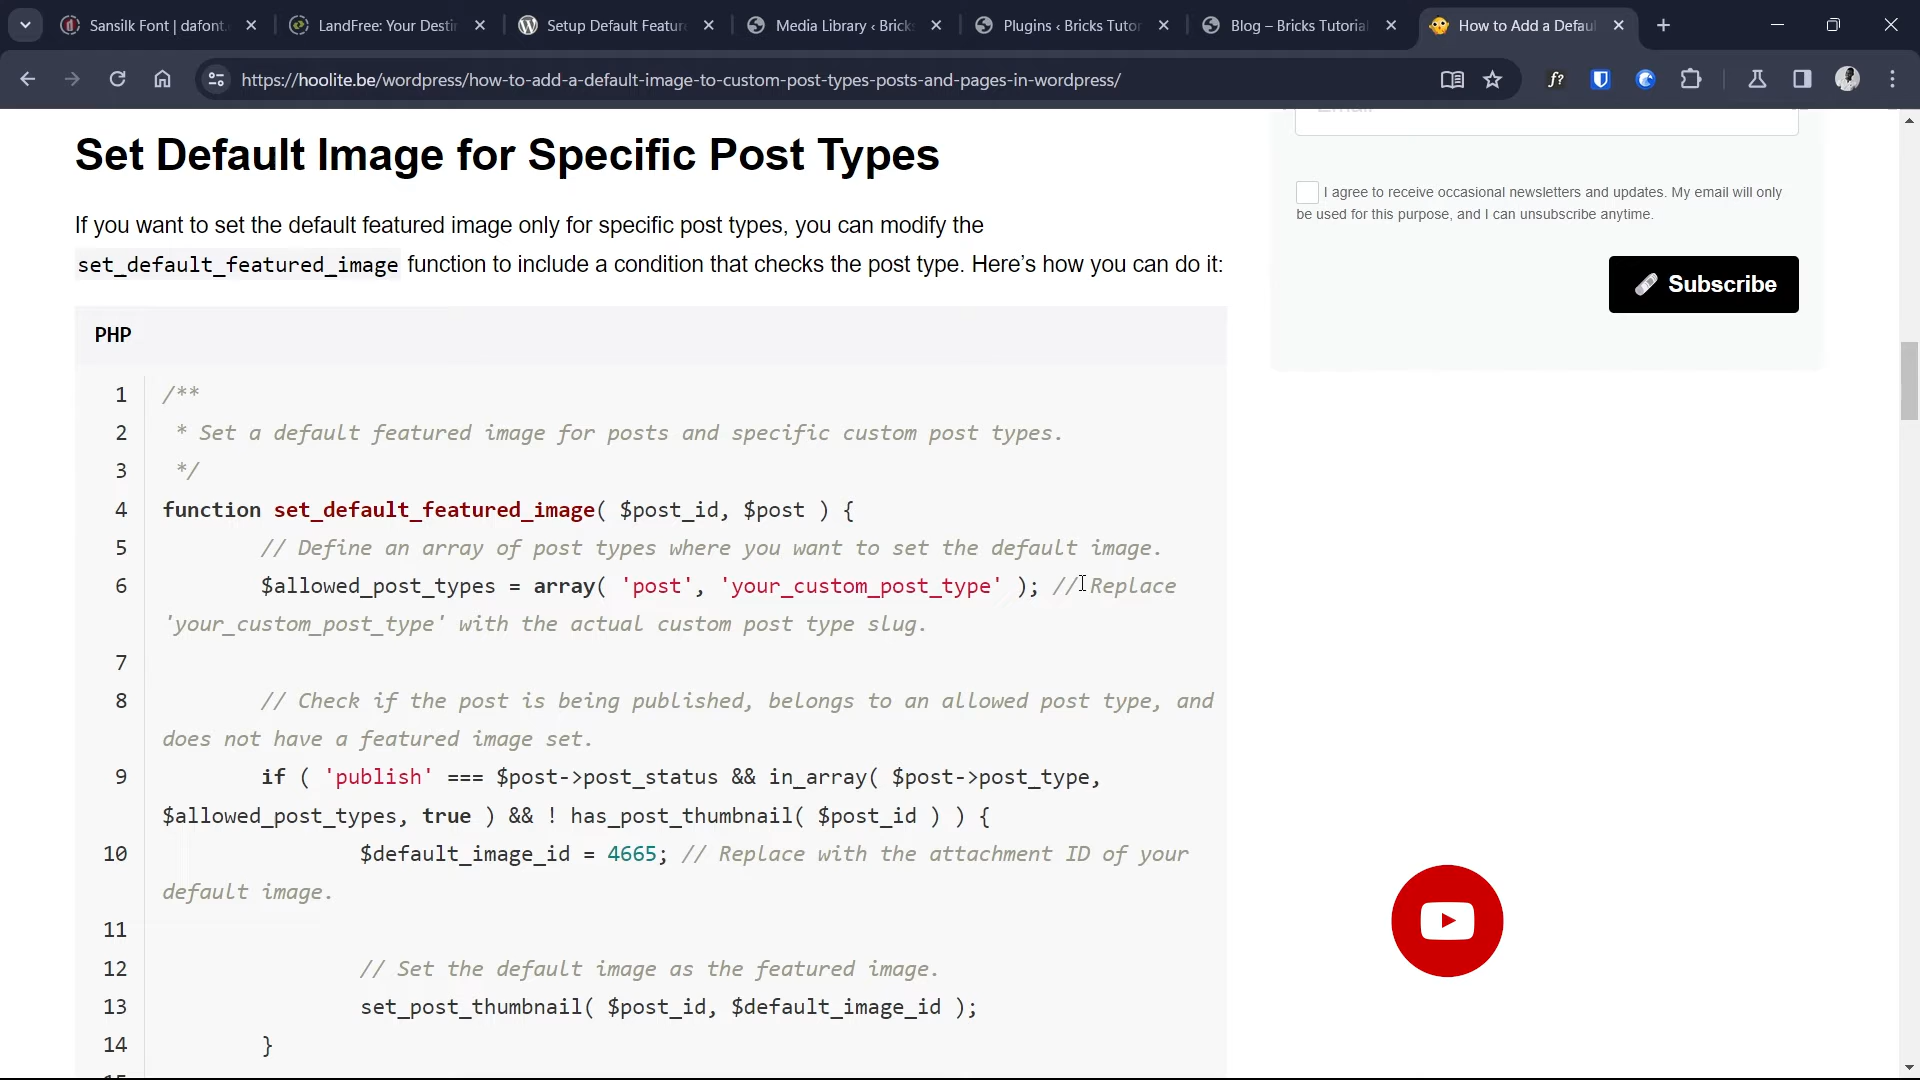 Sansilk Font | dafont.
LandFree: Your Destin
Setup Default Featur
Media Library ‹ Brick
Plugins ‹ Bricks Tutor
Blog – Bricks Tutorial
How to Add a Defau
https://hoolite.be/wordpress/how-to-add-a-default-image-to-custom-post-types-posts-and-pages-in-wordpress/
f?
Set Default Image for Specific Post Types
If you want to set the default featured image only for specific post types, you can modify the
set_default_featured_image function to include a condition that checks the post type. Here’s how you can do it:
PHP
1 /**
2 * Set a default featured image for posts and specific custom post types.
3 */
4 function set_default_featured_image( $post_id, $post ) {
5 // Define an array of post types where you want to set the default image.
6 $allowed_post_types = array( 'post', 'your_custom_post_type' ); // Replace
'your_custom_post_type' with the actual custom post type slug.
7
8 // Check if the post is being published, belongs to an allowed post type, and
does not have a featured image set.
9 if ( 'publish' === $post->post_status && in_array( $post->post_type,
$allowed_post_types, true ) && ! has_post_thumbnail( $post_id ) ) {
10 $default_image_id = 4665; // Replace with the attachment ID of your
default image.
11
12 // Set the default image as the featured image.
13 set_post_thumbnail( $post_id, $default_image_id );
14 }
Email
I agree to receive occasional newsletters and updates. My email will only
be used for this purpose, and I can unsubscribe anytime.
Subscribe